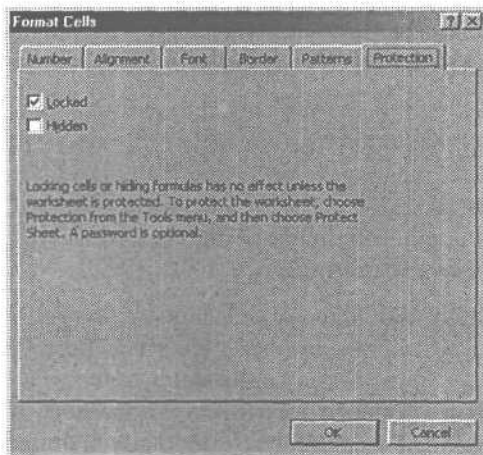 Format Cells
Number Alignment Font Border Patterns Protection
Locked
Hidden
Locking cells or hiding formulas has no effect unless the
worksheet is protected. To protect the worksheet, choose
Protection from the Tools menu, and then choose Protect
Sheet. A password is optional.
OK Cancel